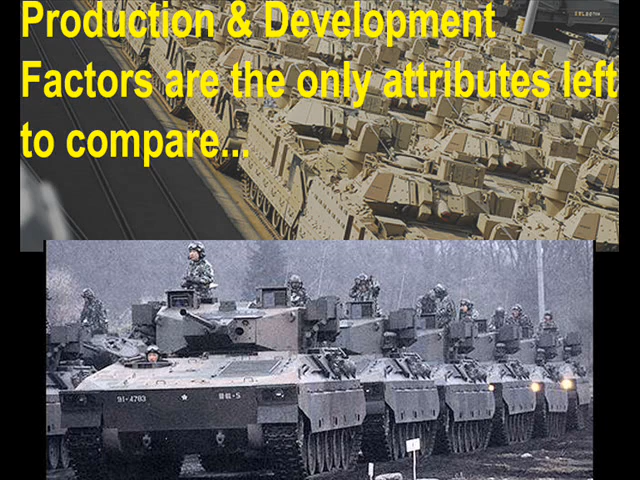 Production & Development
Factors are the only attributes left
to compare...
91-4783